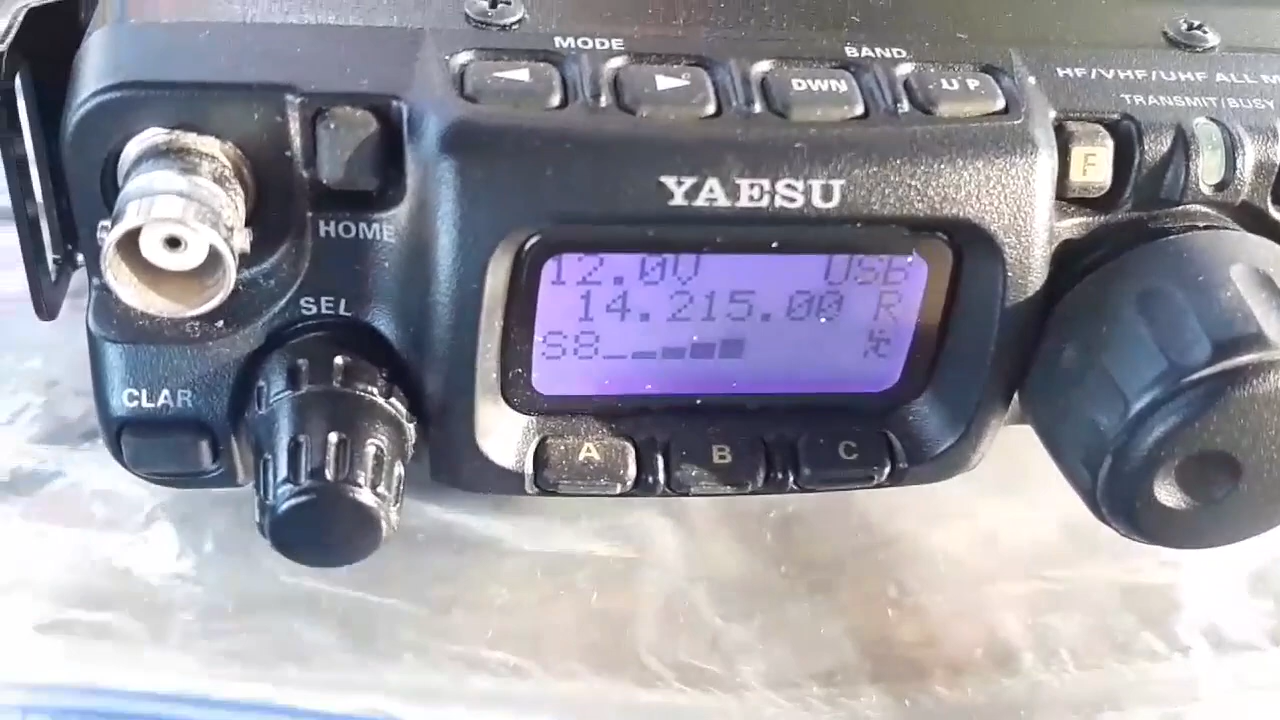 MODE
BAND
◀ ▶ DWN UP
HF/VHF/UHF ALL M
TRANSMIT/BUSY
F
YAESU
HOME
12.0V USB
14.215.00 R
S8
SEL
CLAR
A B C